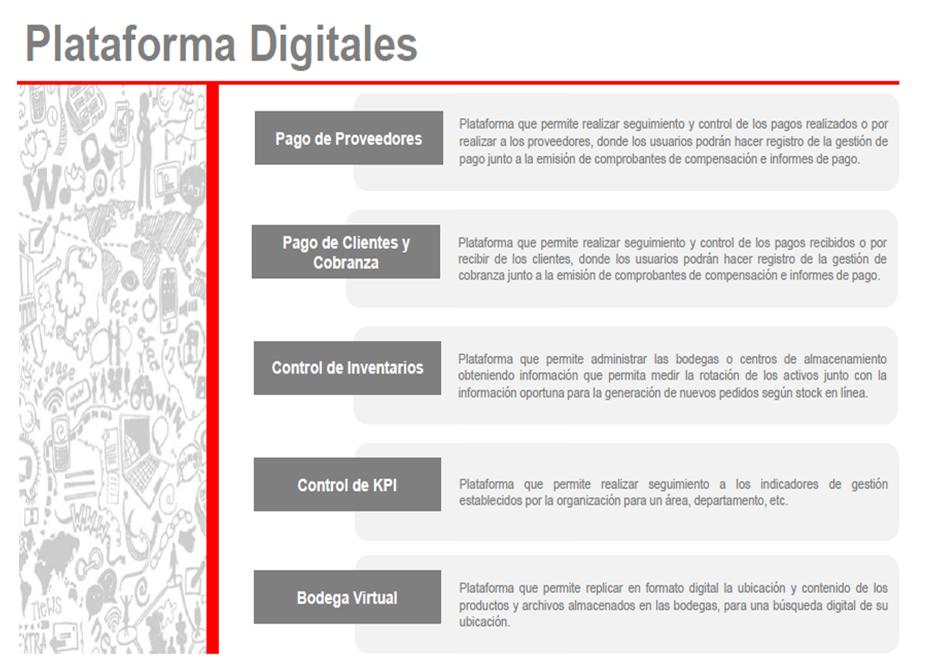 Plataforma Digitales
Pago de Proveedores
Plataforma que permite realizar seguimiento y control de los pagos realizados o por
realizar a los proveedores, donde los usuarios podrán hacer registro de la gestión de
pago junto a la emisión de comprobantes de compensación e informes de pago.
Pago de Clientes y
Cobranza
Plataforma que permite realizar seguimiento y control de los pagos recibidos o por
recibir de los clientes, donde los usuarios podrán hacer registro de la gestión de
cobranza junto a la emisión de comprobantes de compensación e informes de pago.
Control de Inventarios
Plataforma que permite administrar las bodegas o centros de almacenamiento
obteniendo información que permita medir la rotación de los activos junto con la
información oportuna para la generación de nuevos pedidos según stock en línea.
Control de KPI
Plataforma que permite realizar seguimiento a los indicadores de gestión
establecidos por la organización para un área, departamento, etc.
Bodega Virtual
Plataforma que permite replicar en formato digital la ubicación y contenido de los
productos y archivos almacenados en las bodegas, para una búsqueda digital de su
ubicación.
W.
news
EXTRA